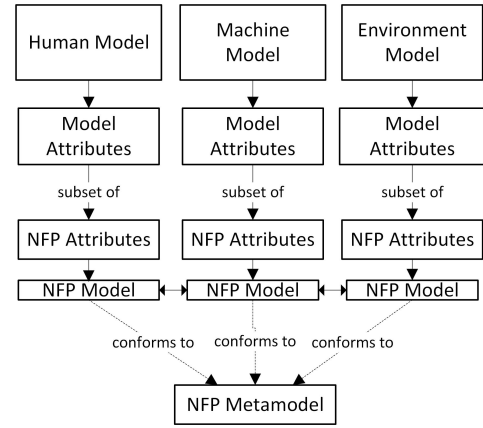 Human Model
Machine
Model
Environment
Model
Model
Attributes
Model
Attributes
Model
Attributes
subset of
subset of
subset of
NFP Attributes
NFP Attributes
NFP Attributes
NFP Model
NFP Model
NFP Model
conforms to
conforms to
conforms to
NFP Metamodel